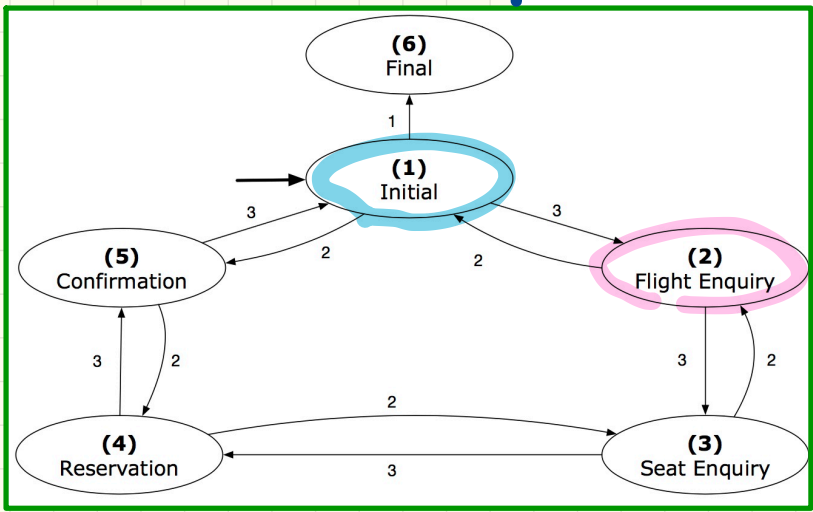 (6)
Final
1
(1)
Initial
3
3
2
2
(5)
Confirmation
(2)
Flight Enquiry
3
2
3
2
2
(4)
Reservation
(3)
Seat Enquiry
3